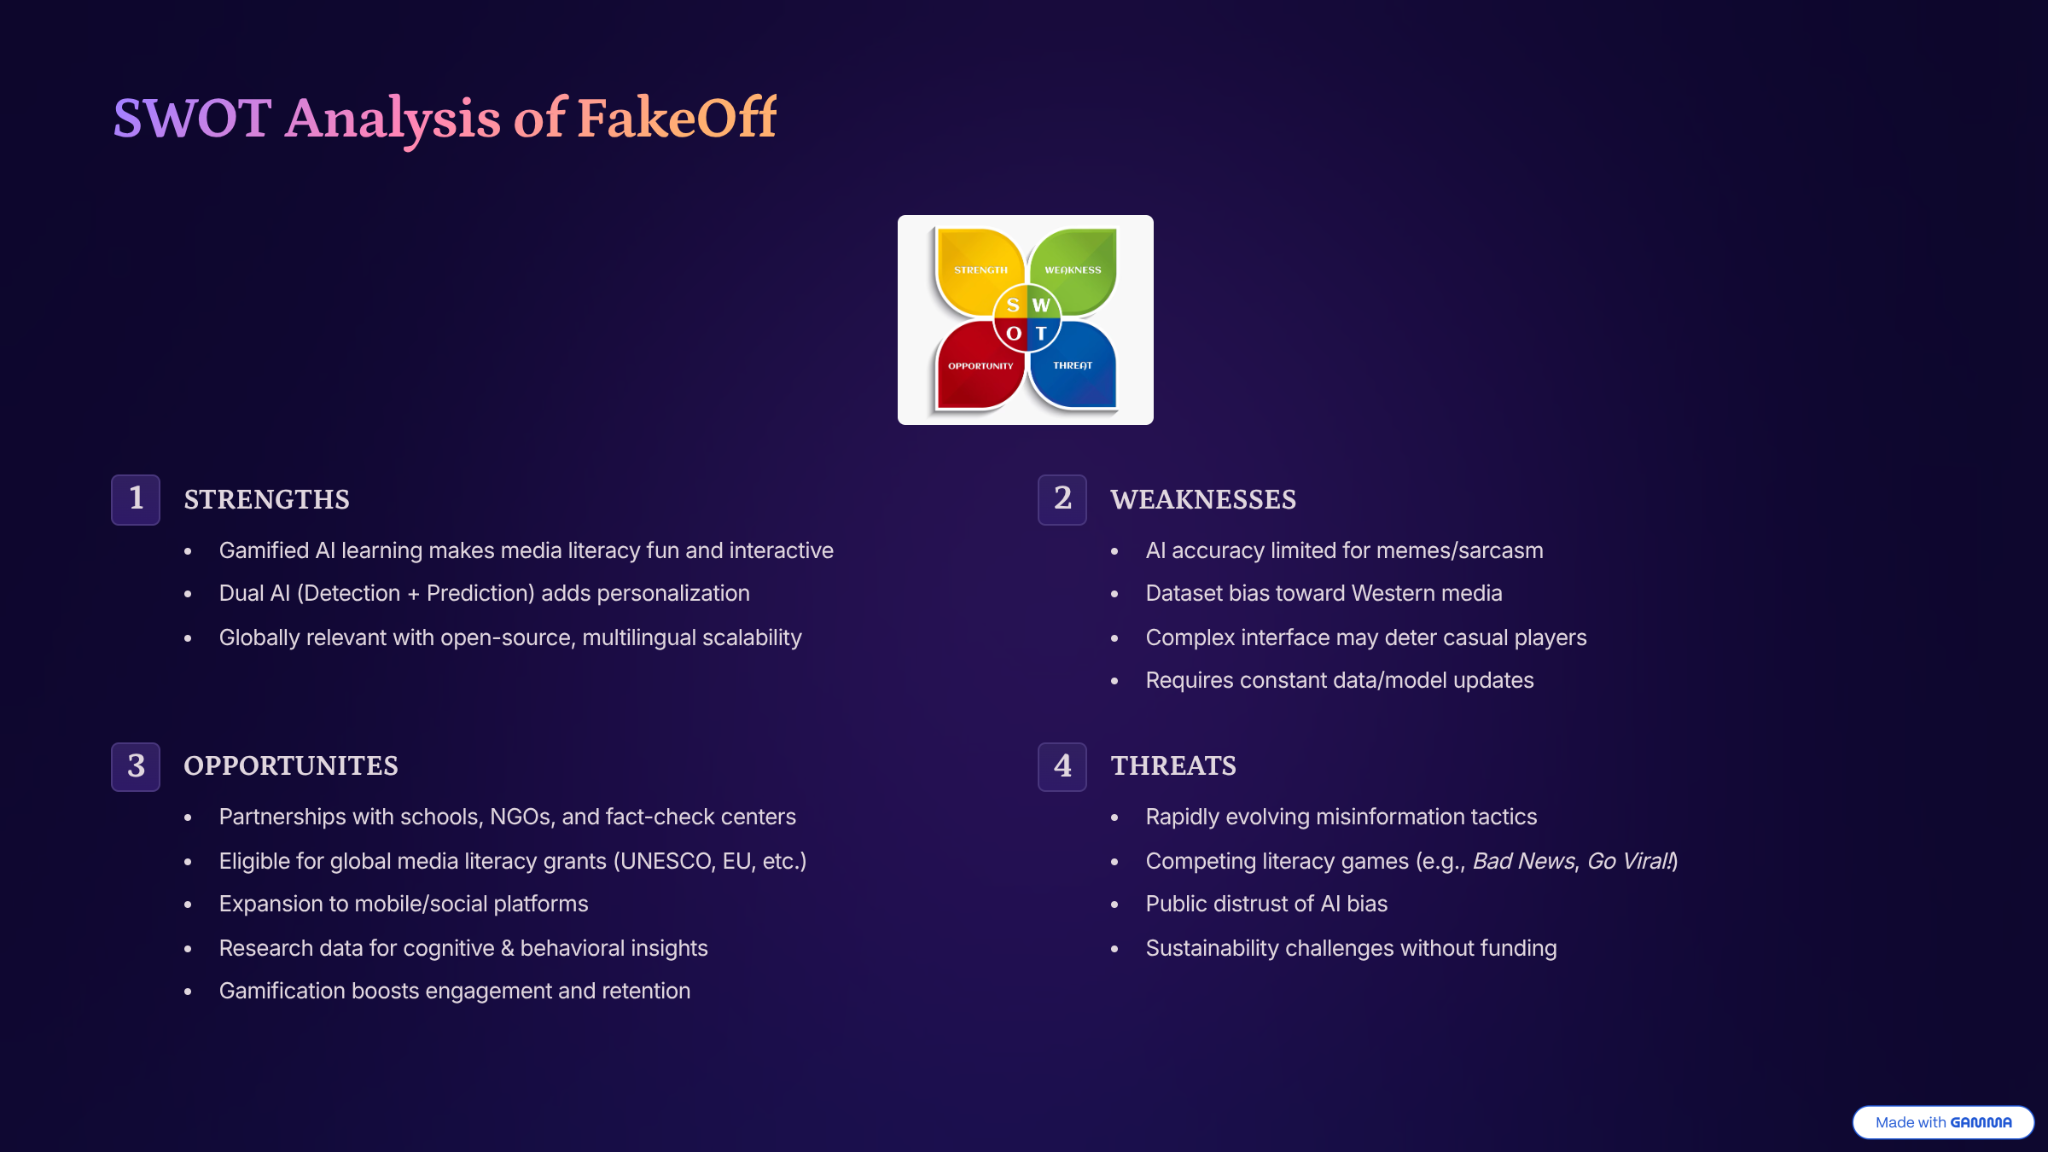 SWOT Analysis of FakeOff
STRENGTH
WEAKNESS
S W
O T
OPPORTUNITY
THREAT
1
STRENGTHS
• Gamified AI learning makes media literacy fun and interactive
• Dual AI (Detection + Prediction) adds personalization
• Globally relevant with open-source, multilingual scalability
2
WEAKNESSES
• AI accuracy limited for memes/sarcasm
• Dataset bias toward Western media
• Complex interface may deter casual players
• Requires constant data/model updates
3
OPPORTUNITES
• Partnerships with schools, NGOs, and fact-check centers
• Eligible for global media literacy grants (UNESCO, EU, etc.)
• Expansion to mobile/social platforms
• Research data for cognitive & behavioral insights
• Gamification boosts engagement and retention
4
THREATS
• Rapidly evolving misinformation tactics
• Competing literacy games (e.g., Bad News, Go Viral!)
• Public distrust of AI bias
• Sustainability challenges without funding
Made with GAMMA